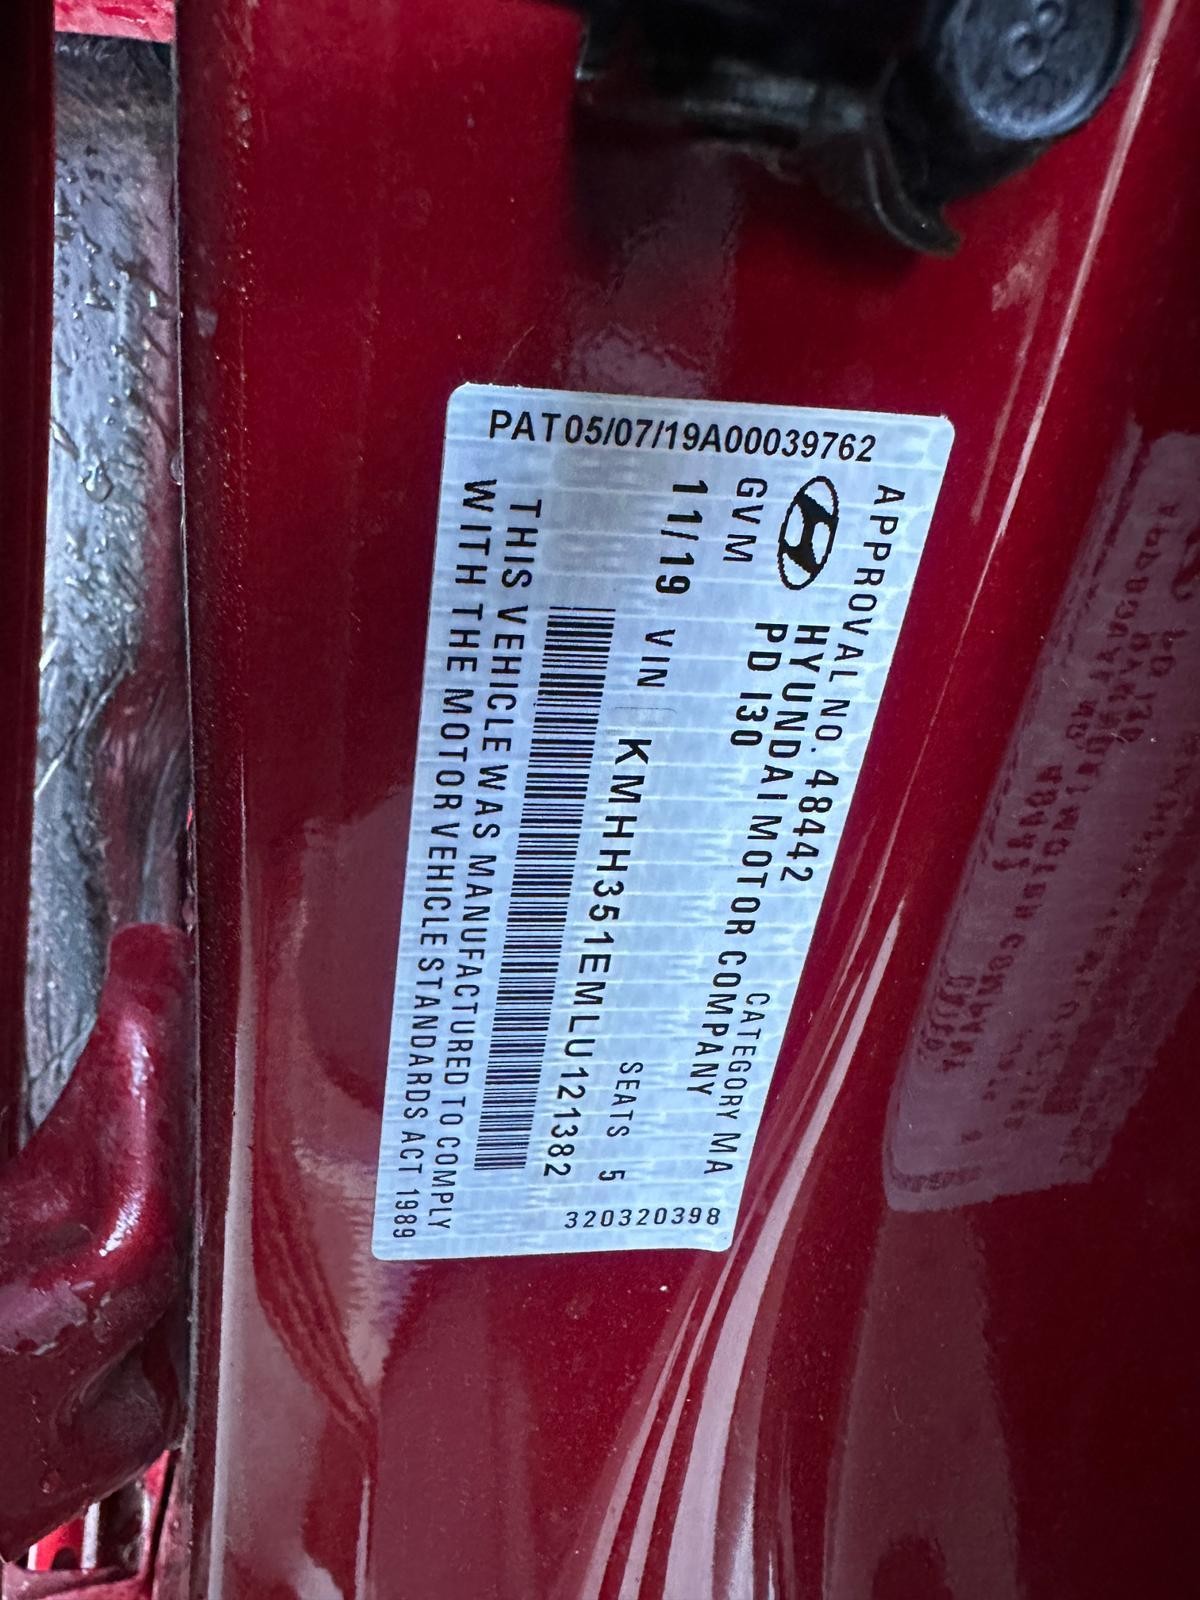 PAT05/07/19A00039762
APPROVAL NO. 48442 CATEGORY MA
HYUNDAI MOTOR COMPANY
GVM PD I30
11/19 VIN KMHH351EMLU121382 SEATS 5
THIS VEHICLE WAS MANUFACTURED TO COMPLY
WITH THE MOTOR VEHICLE STANDARDS ACT 1989
320320398